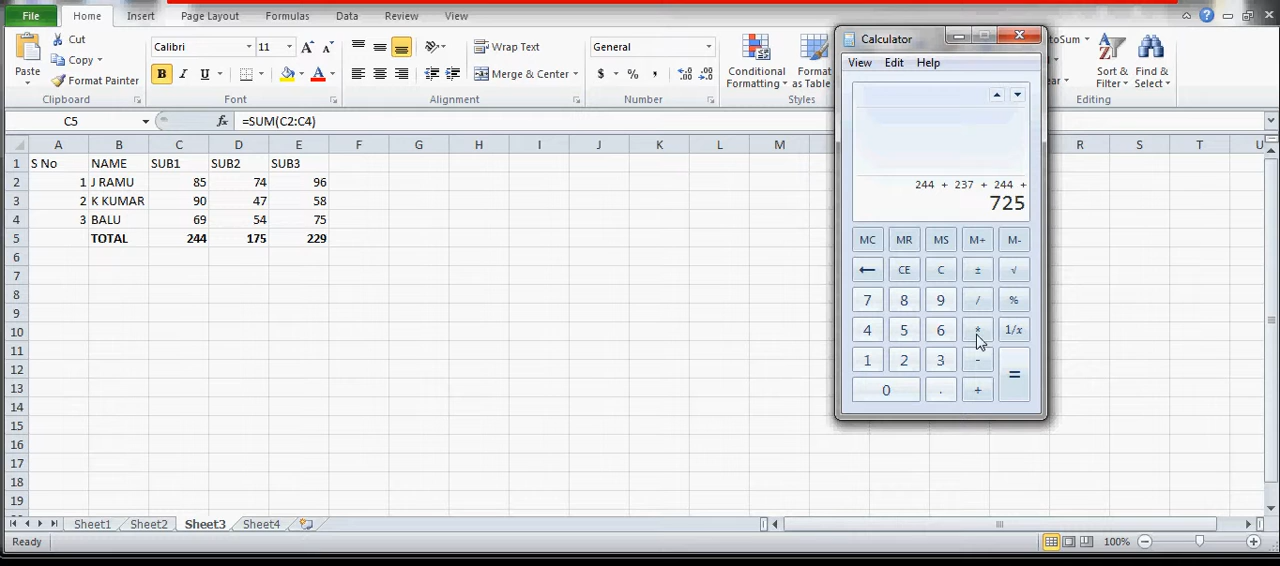 File Home Insert Page Layout Formulas Data Review View
Cut
Copy
Format Painter
Paste
Clipboard
Calibri 11
B I U A
Font
Wrap Text
Merge & Center
Alignment
General
$ % ,
Number
Conditional Formatting
Format as Table
Styles
Sort & Filter
Find & Select
Editing
C5 fx =SUM(C2:C4)
A B C D E F G H I J K L M R S T U
1 S No NAME SUB1 SUB2 SUB3
2 1 J RAMU 85 74 96
3 2 K KUMAR 90 47 58
4 3 BALU 69 54 75
5 TOTAL 244 175 229
6
7
8
9
10
11
12
13
14
15
16
17
18
19
Calculator
View Edit Help
244 + 237 + 244 +
725
MC MR MS M+ M-
← CE C ± √
7 8 9 / %
4 5 6 * 1/x
1 2 3 - =
0 . +
Sheet1 Sheet2 Sheet3 Sheet4
Ready 100%